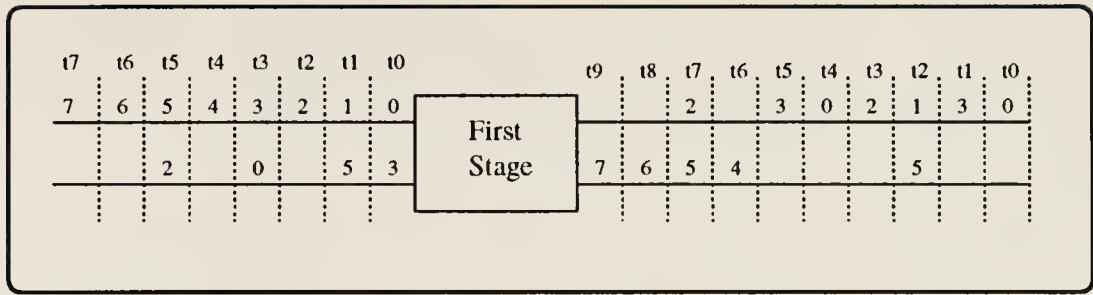 t7 t6 t5 t4 t3 t2 t1 t0
t9 t8 t7 t6 t5 t4 t3 t2 t1 t0
7 6 5 4 3 2 1 0
2 3 0 2 1 3 0
First
Stage
2 0 5 3
7 6 5 4 5